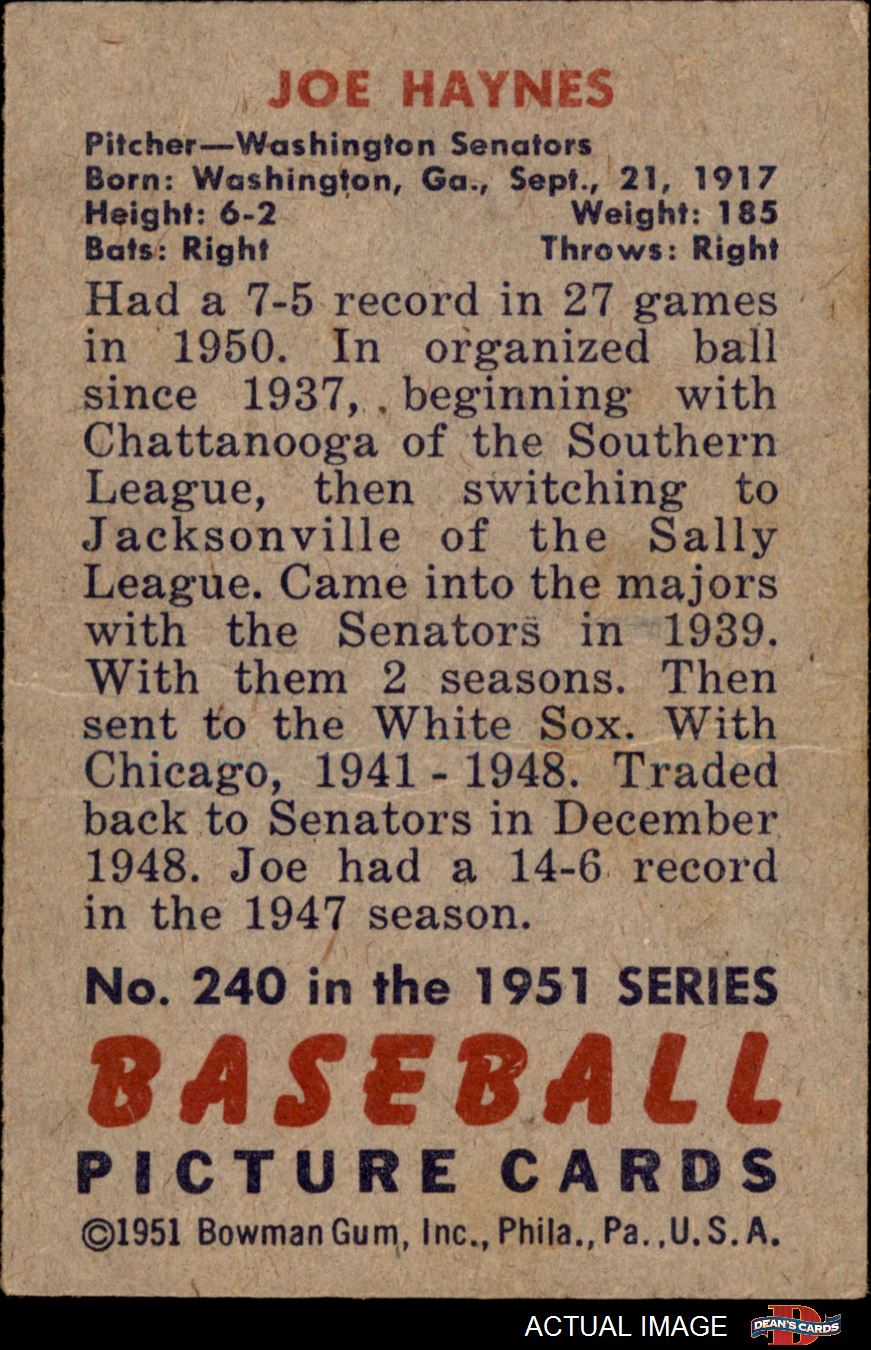 JOE HAYNES
Pitcher—Washington Senators
Born: Washington, Ga., Sept., 21, 1917
Height: 6-2 Weight: 185
Bats: Right Throws: Right
Had a 7-5 record in 27 games
in 1950. In organized ball
since 1937, beginning with
Chattanooga of the Southern
League, then switching to
Jacksonville of the Sally
League. Came into the majors
with the Senators in 1939.
With them 2 seasons. Then
sent to the White Sox. With
Chicago, 1941 - 1948. Traded
back to Senators in December
1948. Joe had a 14-6 record
in the 1947 season.
No. 240 in the 1951 SERIES
BASEBALL
PICTURE CARDS
©1951 Bowman Gum, Inc., Phila., Pa., U.S.A.
ACTUAL IMAGE
D
DEAN'S CARDS